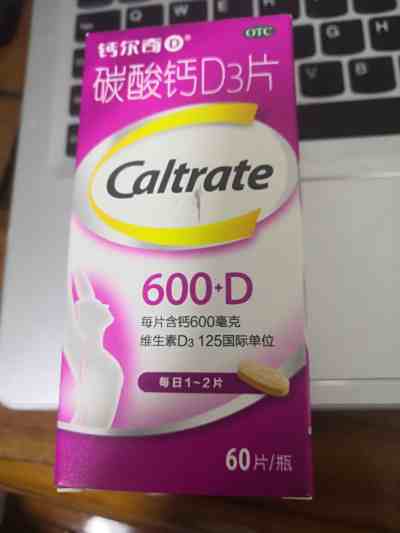 钙尔奇D®
OTC
碳酸钙D3片
Caltrate
600+D
每片含钙600毫克
维生素D3 125国际单位
每日1~2片
60片/瓶